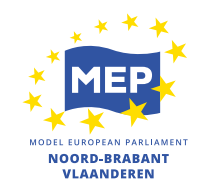 MEP
MODEL EUROPEAN PARLIAMENT
NOORD-BRABANT
VLAANDEREN